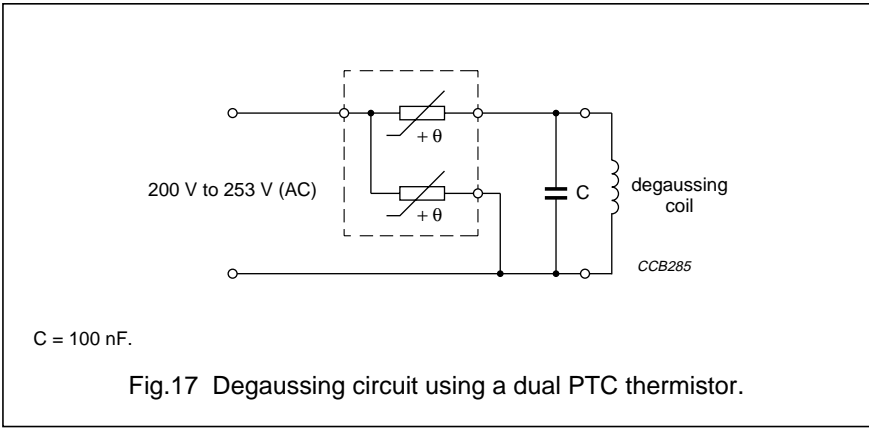 + θ
200 V to 253 V (AC)
+ θ
C
degaussing
coil
CCB285
C = 100 nF.
Fig.17 Degaussing circuit using a dual PTC thermistor.